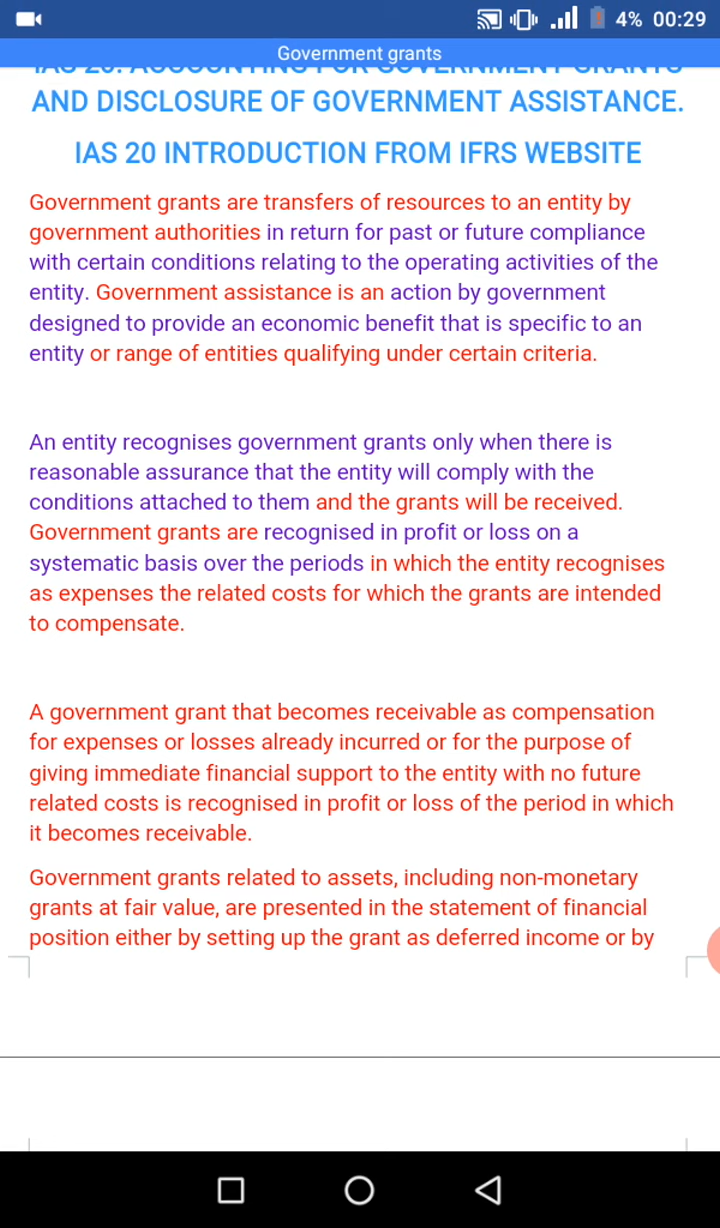 4% 00:29
Government grants
IAS 20: ACCOUNTING FOR GOVERNMENT GRANTS
AND DISCLOSURE OF GOVERNMENT ASSISTANCE.
IAS 20 INTRODUCTION FROM IFRS WEBSITE
Government grants are transfers of resources to an entity by
government authorities in return for past or future compliance
with certain conditions relating to the operating activities of the
entity. Government assistance is an action by government
designed to provide an economic benefit that is specific to an
entity or range of entities qualifying under certain criteria.
An entity recognises government grants only when there is
reasonable assurance that the entity will comply with the
conditions attached to them and the grants will be received.
Government grants are recognised in profit or loss on a
systematic basis over the periods in which the entity recognises
as expenses the related costs for which the grants are intended
to compensate.
A government grant that becomes receivable as compensation
for expenses or losses already incurred or for the purpose of
giving immediate financial support to the entity with no future
related costs is recognised in profit or loss of the period in which
it becomes receivable.
Government grants related to assets, including non-monetary
grants at fair value, are presented in the statement of financial
position either by setting up the grant as deferred income or by